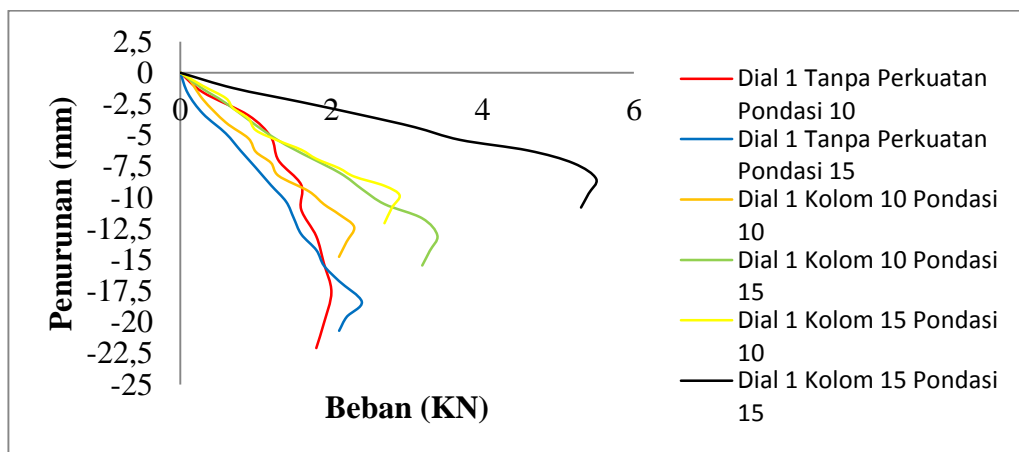 2,5
0
-2,5
-5
-7,5
-10
-12,5
-15
-17,5
-20
-22,5
-25
Penurunan (mm)
0
2
4
6
Beban (KN)
Dial 1 Tanpa Perkuatan
Pondasi 10
Dial 1 Tanpa Perkuatan
Pondasi 15
Dial 1 Kolom 10 Pondasi
10
Dial 1 Kolom 10 Pondasi
15
Dial 1 Kolom 15 Pondasi
10
Dial 1 Kolom 15 Pondasi
15